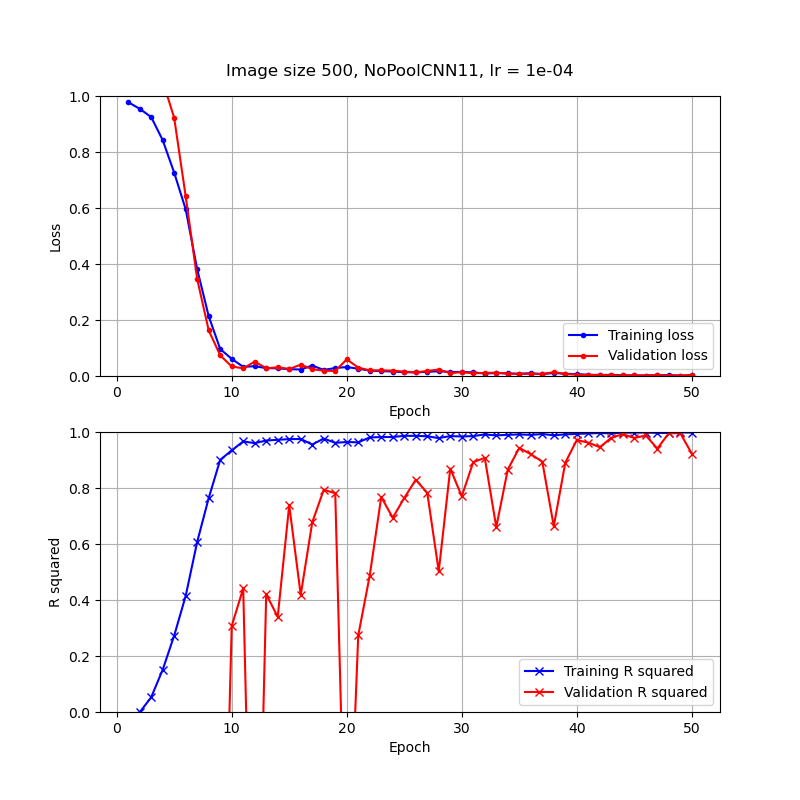 Image size 500, NoPoolCNN11, lr = 1e-04
1.0
0.8
0.6
0.4
0.2
0.0
Loss
Training loss
Validation loss
0 10 20 30 40 50
Epoch
1.0
0.8
0.6
0.4
0.2
0.0
R squared
Training R squared
Validation R squared
0 10 20 30 40 50
Epoch